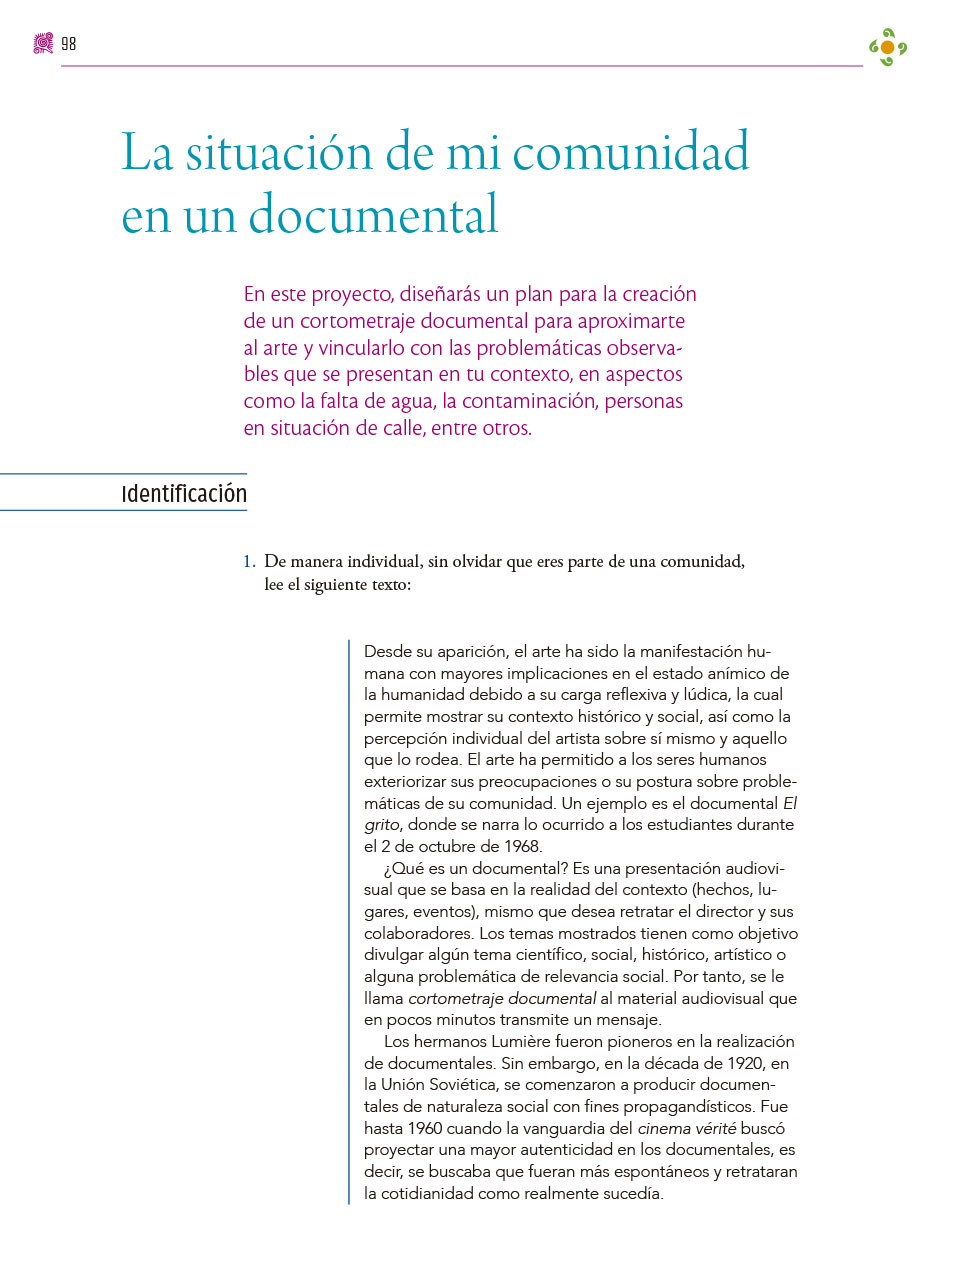 98
La situación de mi comunidad
en un documental
En este proyecto, diseñarás un plan para la creación
de un cortometraje documental para aproximarte
al arte y vincularlo con las problemáticas observa-
bles que se presentan en tu contexto, en aspectos
como la falta de agua, la contaminación, personas
en situación de calle, entre otros.
Identificación
1. De manera individual, sin olvidar que eres parte de una comunidad,
lee el siguiente texto:
Desde su aparición, el arte ha sido la manifestación hu-
mana con mayores implicaciones en el estado anímico de
la humanidad debido a su carga reflexiva y lúdica, la cual
permite mostrar su contexto histórico y social, así como la
percepción individual del artista sobre sí mismo y aquello
que lo rodea. El arte ha permitido a los seres humanos
exteriorizar sus preocupaciones o su postura sobre proble-
máticas de su comunidad. Un ejemplo es el documental El
grito, donde se narra lo ocurrido a los estudiantes durante
el 2 de octubre de 1968.
¿Qué es un documental? Es una presentación audiovi-
sual que se basa en la realidad del contexto (hechos, lu-
gares, eventos), mismo que desea retratar el director y sus
colaboradores. Los temas mostrados tienen como objetivo
divulgar algún tema científico, social, histórico, artístico o
alguna problemática de relevancia social. Por tanto, se le
llama cortometraje documental al material audiovisual que
en pocos minutos transmite un mensaje.
Los hermanos Lumière fueron pioneros en la realización
de documentales. Sin embargo, en la década de 1920, en
la Unión Soviética, se comenzaron a producir documen-
tales de naturaleza social con fines propagandísticos. Fue
hasta 1960 cuando la vanguardia del cinema vérité buscó
proyectar una mayor autenticidad en los documentales, es
decir, se buscaba que fueran más espontáneos y retrataran
la cotidianidad como realmente sucedía.